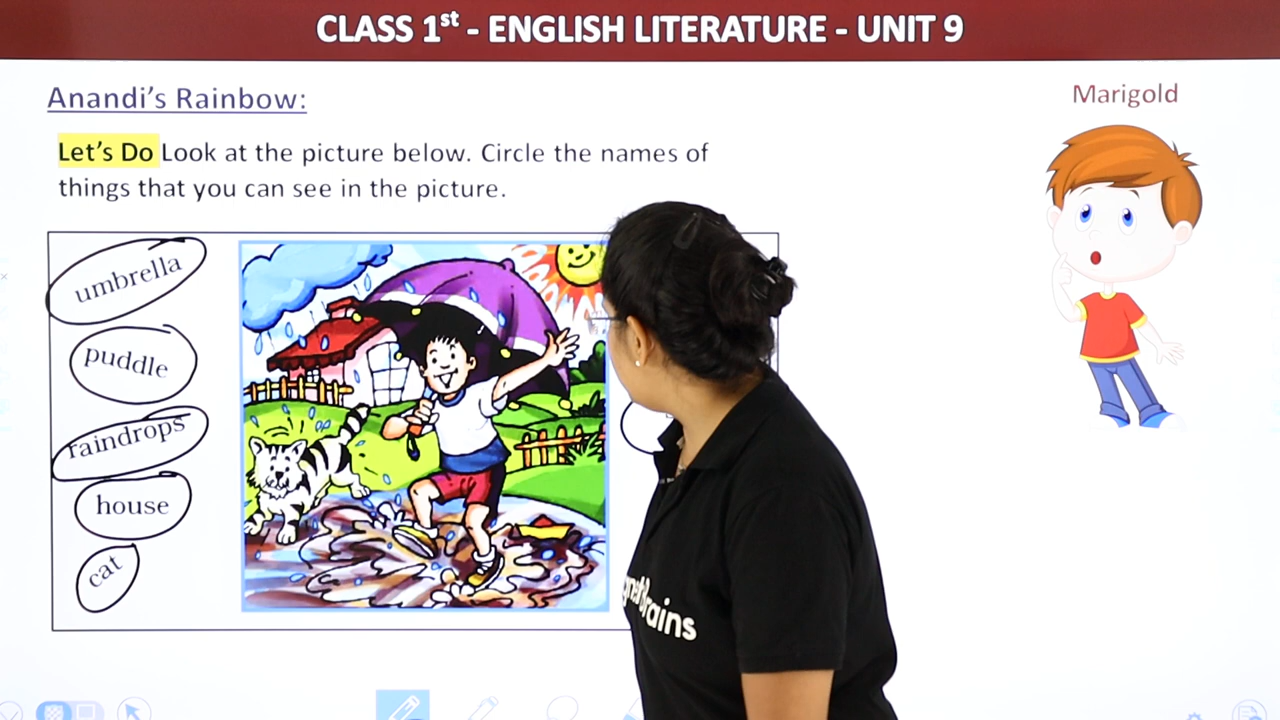 CLASS 1st - ENGLISH LITERATURE - UNIT 9
Anandi's Rainbow:
Marigold
Let's Do Look at the picture below. Circle the names of
things that you can see in the picture.
umbrella
puddle
raindrops
house
cat